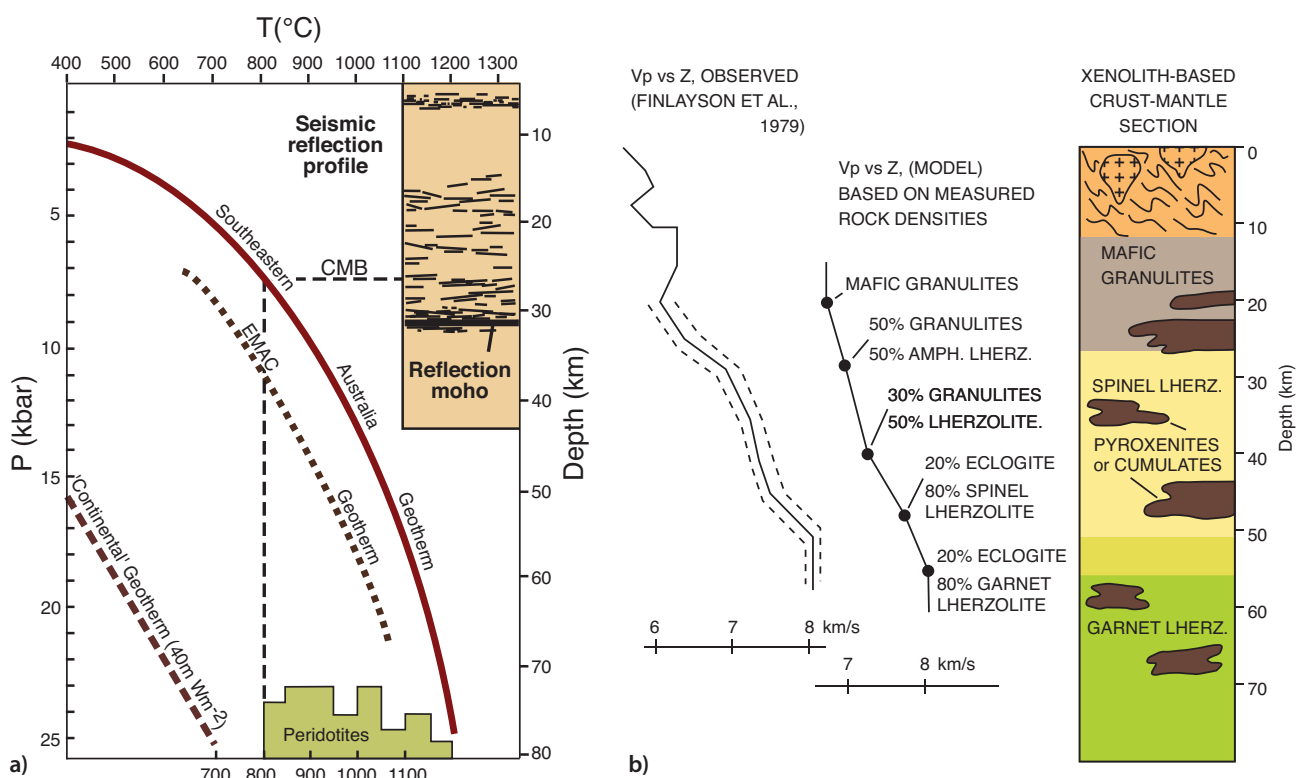 T(°C)
400 500 600 700 800 900 1000 1100 1200 1300
Seismic
reflection
profile
10
20
30
40
50
60
70
80
Depth (km)
5
10
15
20
25
P (kbar)
CMB
Reflection
moho
Southeastern
Australia
Geotherm
EMAC
Geotherm
'Continental' Geotherm (40m Wm-2)
Peridotites
700 800 900 1000 1100
a)
Vp vs Z, OBSERVED
(FINLAYSON ET AL.,
1979)
Vp vs Z, (MODEL)
BASED ON MEASURED
ROCK DENSITIES
MAFIC GRANULITES
50% GRANULITES
50% AMPH. LHERZ.
30% GRANULITES
50% LHERZOLITE.
20% ECLOGITE
80% SPINEL
LHERZOLITE
20% ECLOGITE
80% GARNET
LHERZOLITE
6 7 8 km/s
7 8 km/s
b)
XENOLITH-BASED
CRUST-MANTLE
SECTION
MAFIC
GRANULITES
SPINEL LHERZ.
PYROXENITES
or CUMULATES
GARNET LHERZ.
0
10
20
30
40
50
60
70
Depth (km)